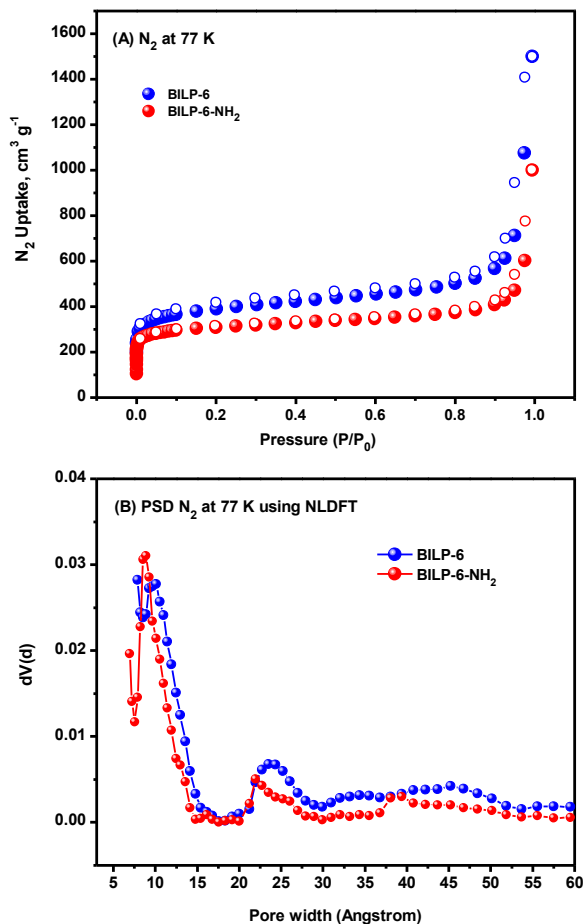 (A) N₂ at 77 K
BILP-6
BILP-6-NH₂
N₂ Uptake, cm³ g⁻¹
1600
1400
1200
1000
800
600
400
200
0
0.0 0.2 0.4 0.6 0.8 1.0
Pressure (P/P₀)
(B) PSD N₂ at 77 K using NLDFT
BILP-6
BILP-6-NH₂
dV(d)
0.04
0.03
0.02
0.01
0.00
5 10 15 20 25 30 35 40 45 50 55 60
Pore width (Angstrom)